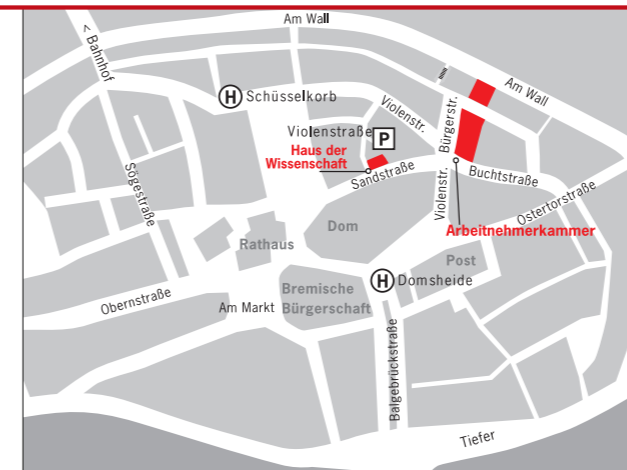 Am Wall
< Bahnhof
Am Wall
H Schüsselkorb
Violenstr.
Bürgerstr.
Violenstraße
P
Haus der
Wissenschaft
Sandstraße
Buchtstraße
Sögestraße
Violenstr.
Ostertorstraße
Dom
Arbeitnehmerkammer
Rathaus
Post
H Domsheide
Obernstraße
Am Markt
Bremische
Bürgerschaft
Balgebrückstraße
Tiefer